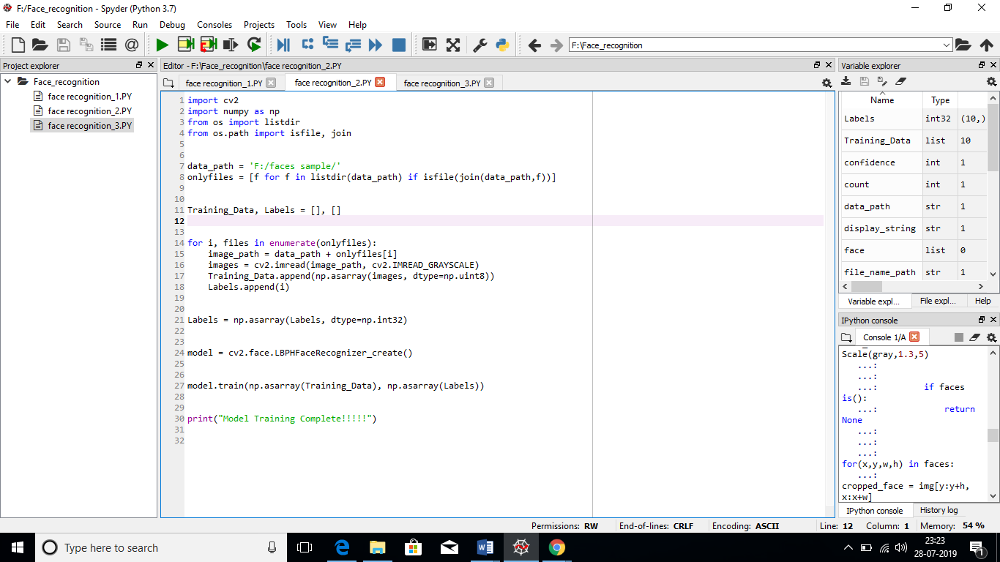 F:/Face_recognition - Spyder (Python 3.7)
File Edit Search Source Run Debug Consoles Projects Tools View Help
F:\Face_recognition
Project explorer
Face_recognition
face recognition_1.PY
face recognition_2.PY
face recognition_3.PY
Editor - F:\Face_recognition\face recognition_2.PY
face recognition_1.PY face recognition_2.PY face recognition_3.PY
1 import cv2
2 import numpy as np
3 from os import listdir
4 from os.path import isfile, join
5
6
7 data_path = 'F:/faces sample/'
8 onlyfiles = [f for f in listdir(data_path) if isfile(join(data_path,f))]
9
10
11 Training_Data, Labels = [], []
12
13
14 for i, files in enumerate(onlyfiles):
15     image_path = data_path + onlyfiles[i]
16     images = cv2.imread(image_path, cv2.IMREAD_GRAYSCALE)
17     Training_Data.append(np.asarray(images, dtype=np.uint8))
18     Labels.append(i)
19
20
21 Labels = np.asarray(Labels, dtype=np.int32)
22
23
24 model = cv2.face.LBPHFaceRecognizer_create()
25
26
27 model.train(np.asarray(Training_Data), np.asarray(Labels))
28
29
30 print("Model Training Complete!!!!!")
31
32
Variable explorer
Name Type
Labels int32 (10,)
Training_Data list 10
confidence int 1
count int 1
data_path str 1
display_string str 1
face list 0
file_name_path str 1
Variable expl... File expl... Help
IPython console
Console 1/A
Scale(gray,1.3,5)
...:
...:
...: if faces
is():
...: return
None
...:
...:
...:
for(x,y,w,h) in faces:
...:
cropped_face = img[y:y+h,
x:x+w]
IPython console History log
Permissions: RW End-of-lines: CRLF Encoding: ASCII Line: 12 Column: 1 Memory: 54 %
Type here to search
23:23
28-07-2019
1